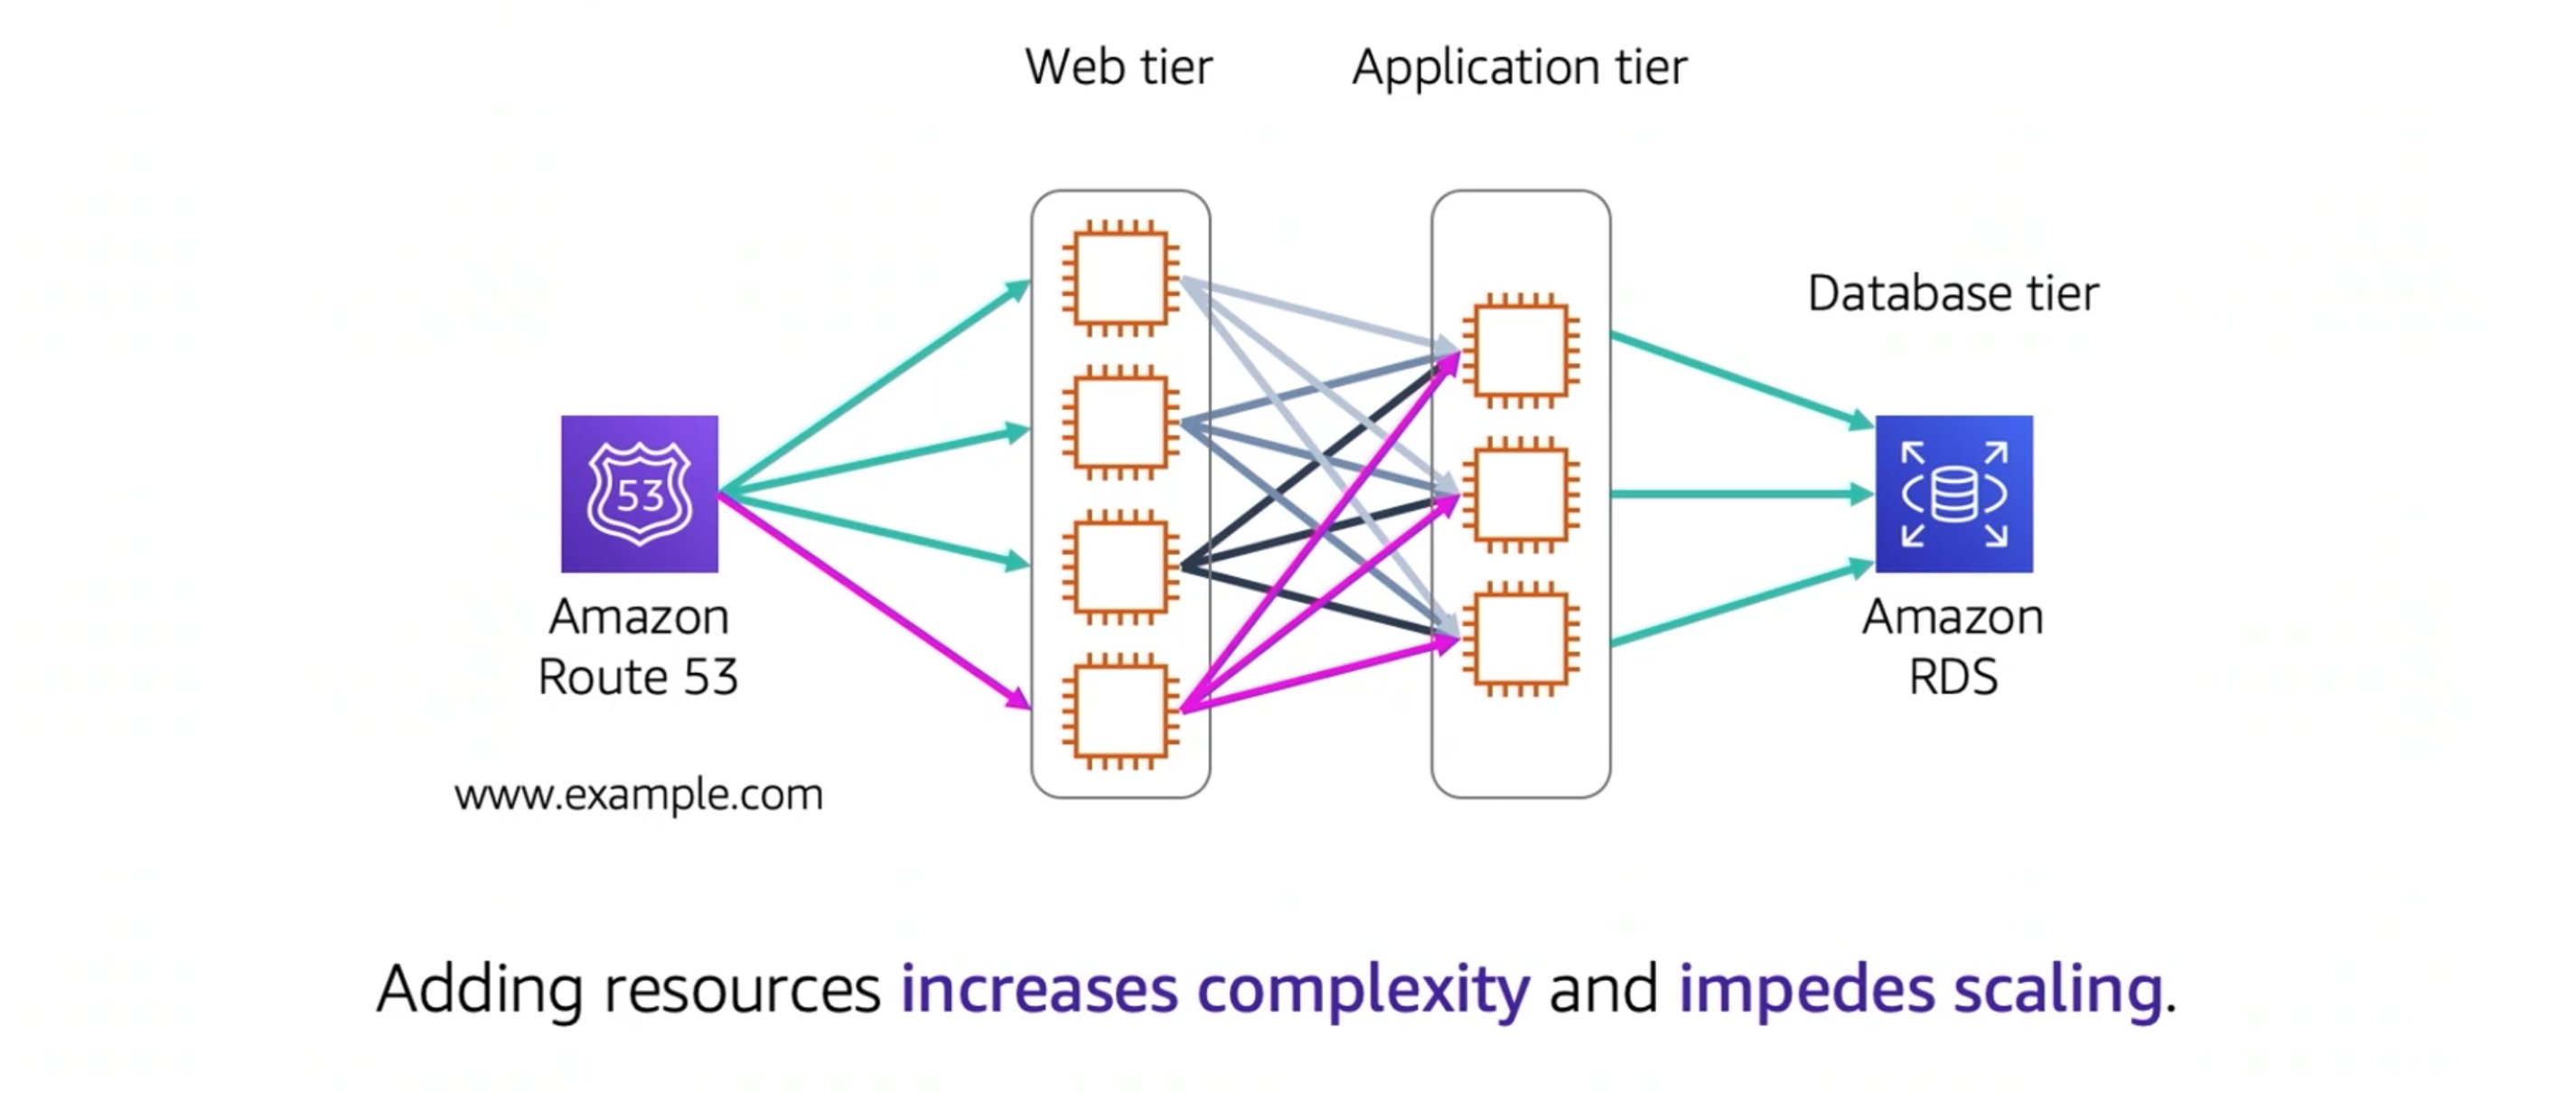 Web tier
Application tier
Database tier
53
Amazon
Route 53
www.example.com
Amazon
RDS
Adding resources increases complexity and impedes scaling.